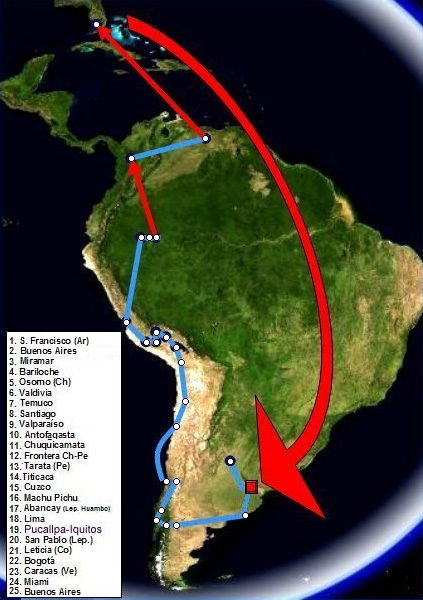 1. S. Francisco (Ar)
2. Buenos Aires
3. Miramar
4. Bariloche
5. Osorno (Ch)
6. Valdivia
7. Temuco
8. Santiago
9. Valparaíso
10. Antofagasta
11. Chuquicamata
12. Frontera Ch-Pe
13. Tarata (Pe)
14.Titicaca
15. Cuzco
16. Machu Pichu
17. Abancay (Lep. Huambo)
18. Lima
19. Pucallpa-Iquitos
20. San Pablo (Lep.)
21. Leticia (Co)
22. Bogotá
23. Caracas (Ve)
24. Miami
25. Buenos Aires